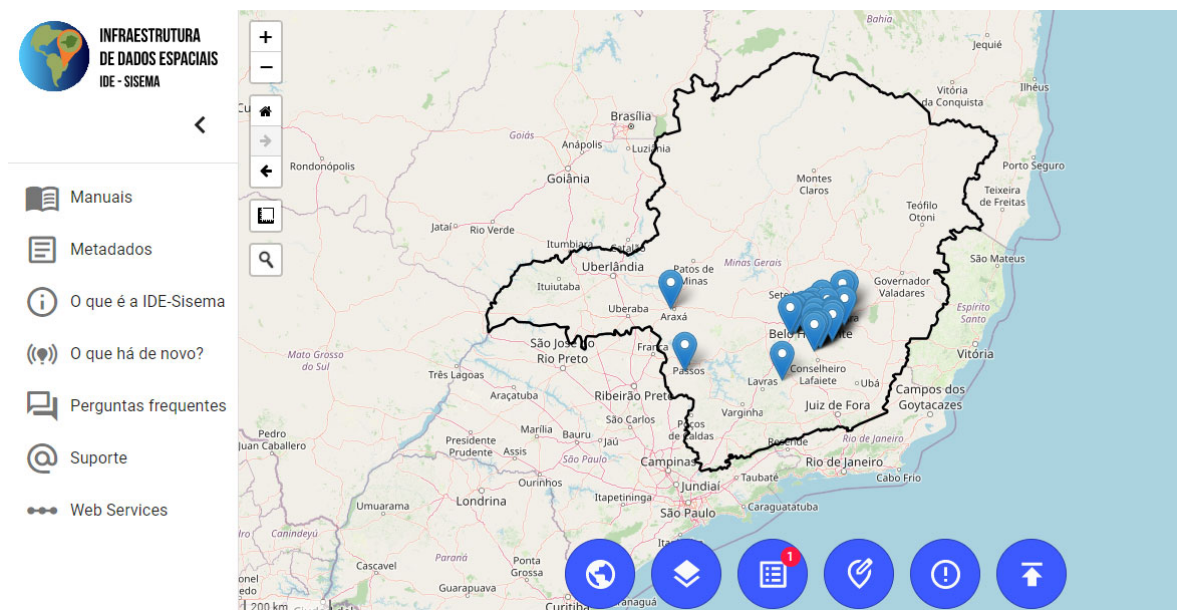 INFRAESTRUTURA
DE DADOS ESPACIAIS
IDE - SISEMA
Manuais
Metadados
O que é a IDE-Sisema
O que há de novo?
Perguntas frequentes
Suporte
Web Services
+
−
Bahia
Jequié
Vitória
da Conquista
Ilhéus
Brasília
Goiás
Anápolis
Luziânia
Rondonópolis
Goiânia
Porto Seguro
Montes
Claros
Teixeira
de Freitas
Teófilo
Otoni
Jataí
Rio Verde
Itumbiara
Catalão
São Mateus
Uberlândia
Patos de
Minas
Minas Gerais
Ituiutaba
Governador
Valadares
Uberaba
Araxá
Espírito
Santo
São José do
Rio Preto
Franca
Vitória
Mato Grosso
do Sul
Três Lagoas
Passos
Conselheiro
Lafaiete
Lavras
Ubá
Campos dos
Goytacazes
Araçatuba
Ribeirão Preto
Varginha
Juiz de Fora
São Carlos
Poços
de Caldas
Marília
Bauru
Jaú
Pedro
Juan Caballero
Presidente
Prudente
Assis
São Paulo
Resende
Rio de Janeiro
Campinas
Rio de Janeiro
Cabo Frio
Taubaté
Ourinhos
Jundiaí
Umuarama
Londrina
Itapetininga
São Paulo
Caraguatatuba
Canindeyú
1
Paraná
Cascavel
Ponta
Grossa
Guarapuava
200 km
Curitiba